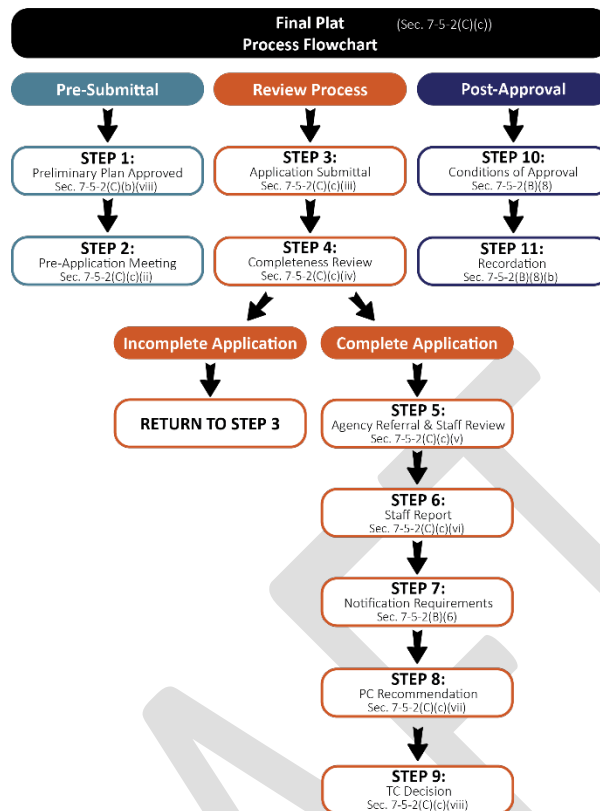 Final Plat (Sec. 7-5-2(C)(c))
Process Flowchart
Pre-Submittal
STEP 1:
Preliminary Plan Approved
Sec. 7-5-2(C)(b)(viii)
STEP 2:
Pre-Application Meeting
Sec. 7-5-2(C)(c)(ii)
Review Process
STEP 3:
Application Submittal
Sec. 7-5-2(C)(c)(iii)
STEP 4:
Completeness Review
Sec. 7-5-2(C)(c)(iv)
Incomplete Application
RETURN TO STEP 3
Complete Application
STEP 5:
Agency Referral & Staff Review
Sec. 7-5-2(C)(c)(v)
STEP 6:
Staff Report
Sec. 7-5-2(C)(c)(vi)
STEP 7:
Notification Requirements
Sec. 7-5-2(B)(6)
STEP 8:
PC Recommendation
Sec. 7-5-2(C)(c)(vii)
STEP 9:
TC Decision
Sec. 7-5-2(C)(c)(viii)
Post-Approval
STEP 10:
Conditions of Approval
Sec. 7-5-2(B)(8)
STEP 11:
Recordation
Sec. 7-5-2(B)(8)(b)